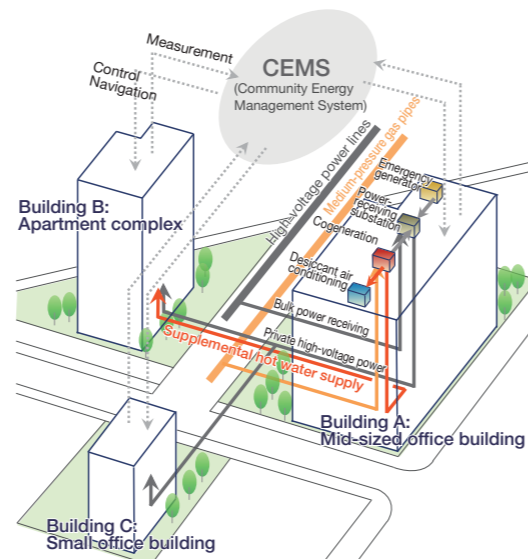 Measurement
Control
Navigation
CEMS
(Community Energy
Management System)
High-voltage power lines
Medium-pressure gas pipes
Emergency
generator
Power-
receiving
substation
Cogeneration
Desiccant air
conditioning
Building B:
Apartment complex
Bulk power receiving
Private high-voltage power
Supplemental hot water supply
Building A:
Mid-sized office building
Building C:
Small office building